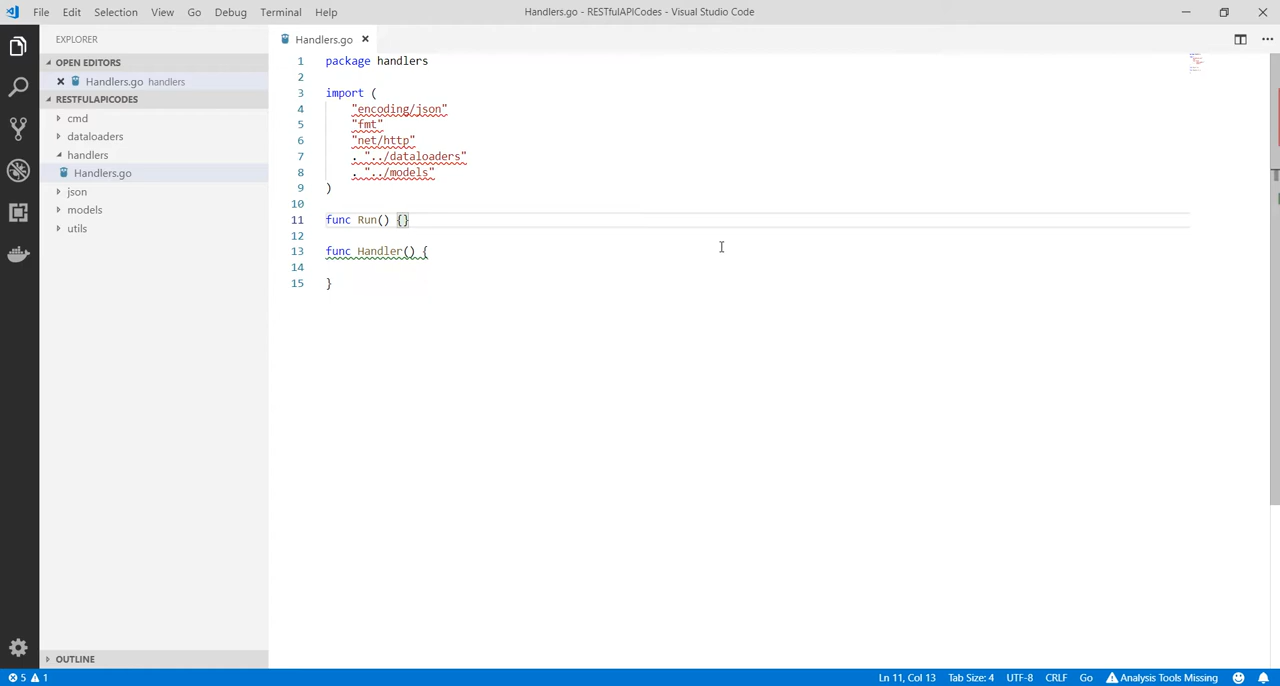 File Edit Selection View Go Debug Terminal Help
Handlers.go - RESTfulAPICodes - Visual Studio Code
EXPLORER
OPEN EDITORS
Handlers.go handlers
RESTFULAPICODES
cmd
dataloaders
handlers
Handlers.go
json
models
utils
OUTLINE
Handlers.go
1 package handlers
2
3 import (
4 "encoding/json"
5 "fmt"
6 "net/http"
7 . "../dataloaders"
8 . "../models"
9 )
10
11 func Run() {}
12
13 func Handler() {
14
15 }
5 1 Ln 11, Col 13 Tab Size: 4 UTF-8 CRLF Go Analysis Tools Missing